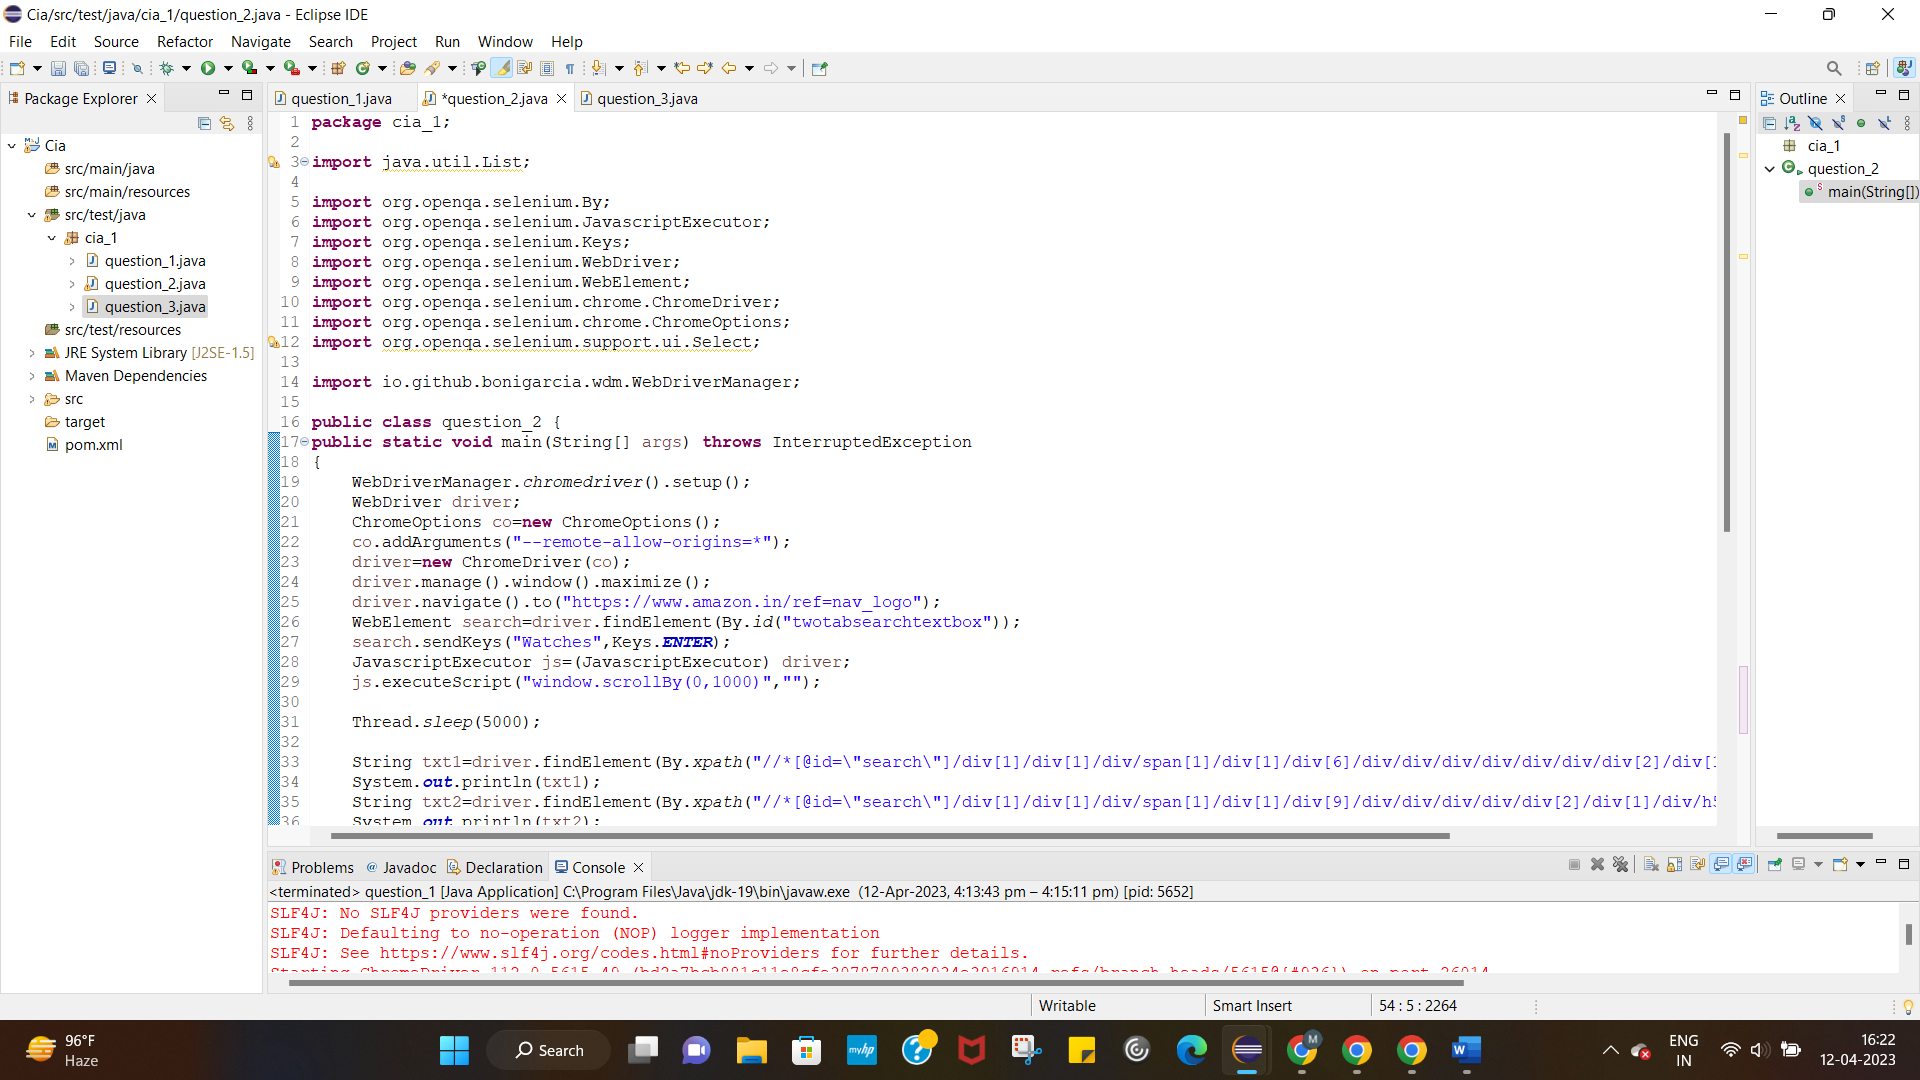 Cia/src/test/java/cia_1/question_2.java - Eclipse IDE
File Edit Source Refactor Navigate Search Project Run Window Help
Package Explorer
Cia
src/main/java
src/main/resources
src/test/java
cia_1
question_1.java
question_2.java
question_3.java
src/test/resources
JRE System Library [J2SE-1.5]
Maven Dependencies
src
target
pom.xml
question_1.java *question_2.java question_3.java
1 package cia_1;
2
3 import java.util.List;
4
5 import org.openqa.selenium.By;
6 import org.openqa.selenium.JavascriptExecutor;
7 import org.openqa.selenium.Keys;
8 import org.openqa.selenium.WebDriver;
9 import org.openqa.selenium.WebElement;
10 import org.openqa.selenium.chrome.ChromeDriver;
11 import org.openqa.selenium.chrome.ChromeOptions;
12 import org.openqa.selenium.support.ui.Select;
13
14 import io.github.bonigarcia.wdm.WebDriverManager;
15
16 public class question_2 {
17 public static void main(String[] args) throws InterruptedException
18 {
19 WebDriverManager.chromedriver().setup();
20 WebDriver driver;
21 ChromeOptions co=new ChromeOptions();
22 co.addArguments("--remote-allow-origins=*");
23 driver=new ChromeDriver(co);
24 driver.manage().window().maximize();
25 driver.navigate().to("https://www.amazon.in/ref=nav_logo");
26 WebElement search=driver.findElement(By.id("twotabsearchtextbox"));
27 search.sendKeys("Watches",Keys.ENTER);
28 JavascriptExecutor js=(JavascriptExecutor) driver;
29 js.executeScript("window.scrollBy(0,1000)","");
30
31 Thread.sleep(5000);
32
33 String txt1=driver.findElement(By.xpath("//*[@id=\"search\"]/div[1]/div[1]/div/span[1]/div[1]/div[6]/div/div/div/div/div/div/div[2]/div[
34 System.out.println(txt1);
35 String txt2=driver.findElement(By.xpath("//*[@id=\"search\"]/div[1]/div[1]/div/span[1]/div[1]/div[9]/div/div/div/div/div[2]/div[1]/div/h5
36 System.out.println(txt2);
Outline
cia_1
question_2
main(String[])
Problems @ Javadoc Declaration Console
<terminated> question_1 [Java Application] C:\Program Files\Java\jdk-19\bin\javaw.exe (12-Apr-2023, 4:13:43 pm – 4:15:11 pm) [pid: 5652]
SLF4J: No SLF4J providers were found.
SLF4J: Defaulting to no-operation (NOP) logger implementation
SLF4J: See https://www.slf4j.org/codes.html#noProviders for further details.
Starting ChromeDriver 112.0.5615.49
Writable Smart Insert 54 : 5 : 2264
96°F
Haze
Search
myhp
M
ENG
IN
16:22
12-04-2023